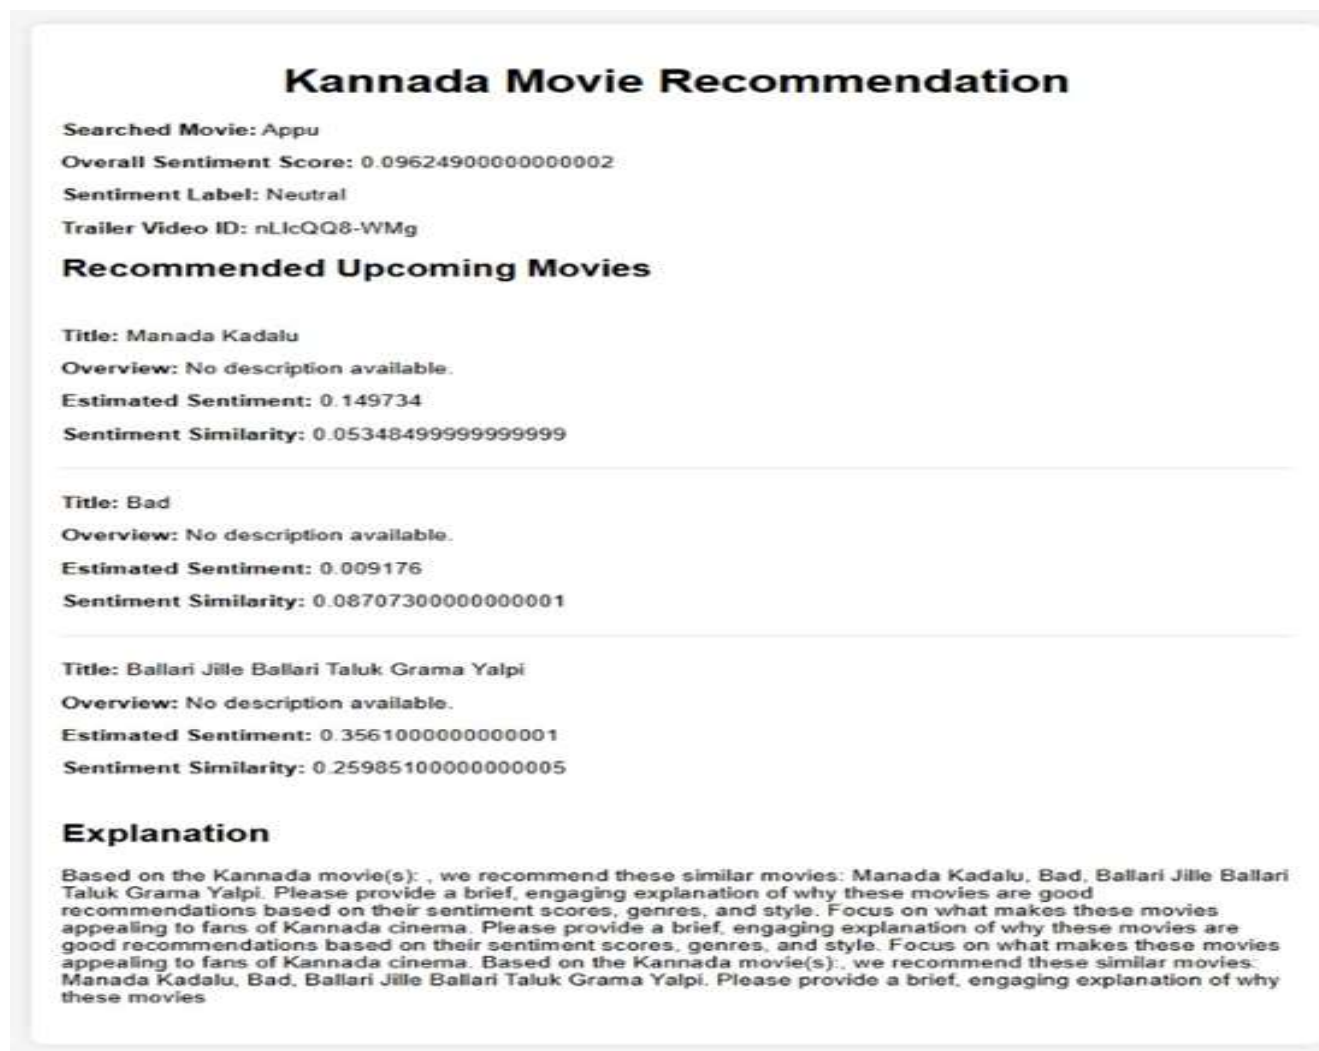 Kannada Movie Recommendation
Searched Movie: Appu
Overall Sentiment Score: 0.09624900000000002
Sentiment Label: Neutral
Trailer Video ID: nLlcQQ8-WMg
Recommended Upcoming Movies
Title: Manada Kadalu
Overview: No description available.
Estimated Sentiment: 0.149734
Sentiment Similarity: 0.05348499999999999
Title: Bad
Overview: No description available.
Estimated Sentiment: 0.009176
Sentiment Similarity: 0.08707300000000001
Title: Ballari Jille Ballari Taluk Grama Yalpi
Overview: No description available.
Estimated Sentiment: 0.3561000000000001
Sentiment Similarity: 0.25985100000000005
Explanation
Based on the Kannada movie(s): , we recommend these similar movies: Manada Kadalu, Bad, Ballari Jille Ballari
Taluk Grama Yalpi. Please provide a brief, engaging explanation of why these movies are good
recommendations based on their sentiment scores, genres, and style. Focus on what makes these movies
appealing to fans of Kannada cinema. Please provide a brief, engaging explanation of why these movies are
good recommendations based on their sentiment scores, genres, and style. Focus on what makes these movies
appealing to fans of Kannada cinema. Based on the Kannada movie(s):, we recommend these similar movies:
Manada Kadalu, Bad, Ballari Jille Ballari Taluk Grama Yalpi. Please provide a brief, engaging explanation of why
these movies